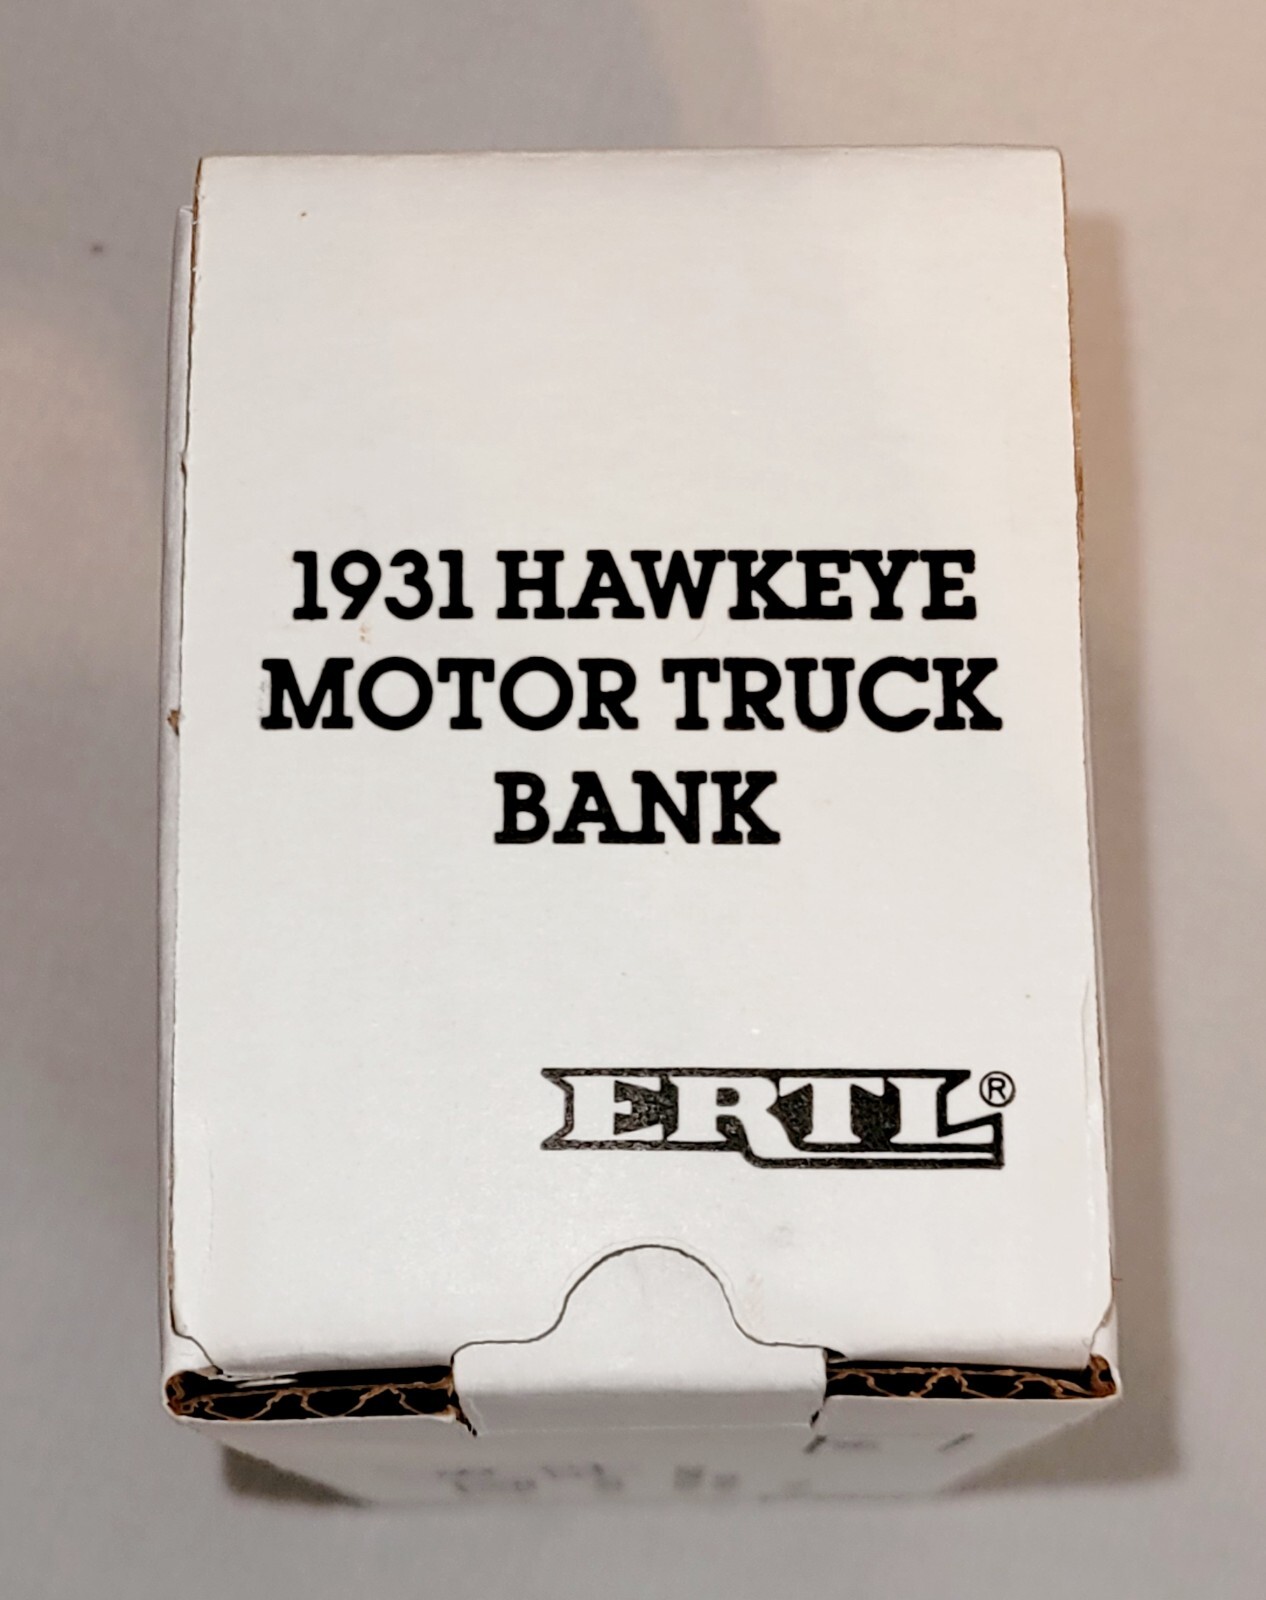 1931 HAWKEYE
MOTOR TRUCK
BANK
ERTL®